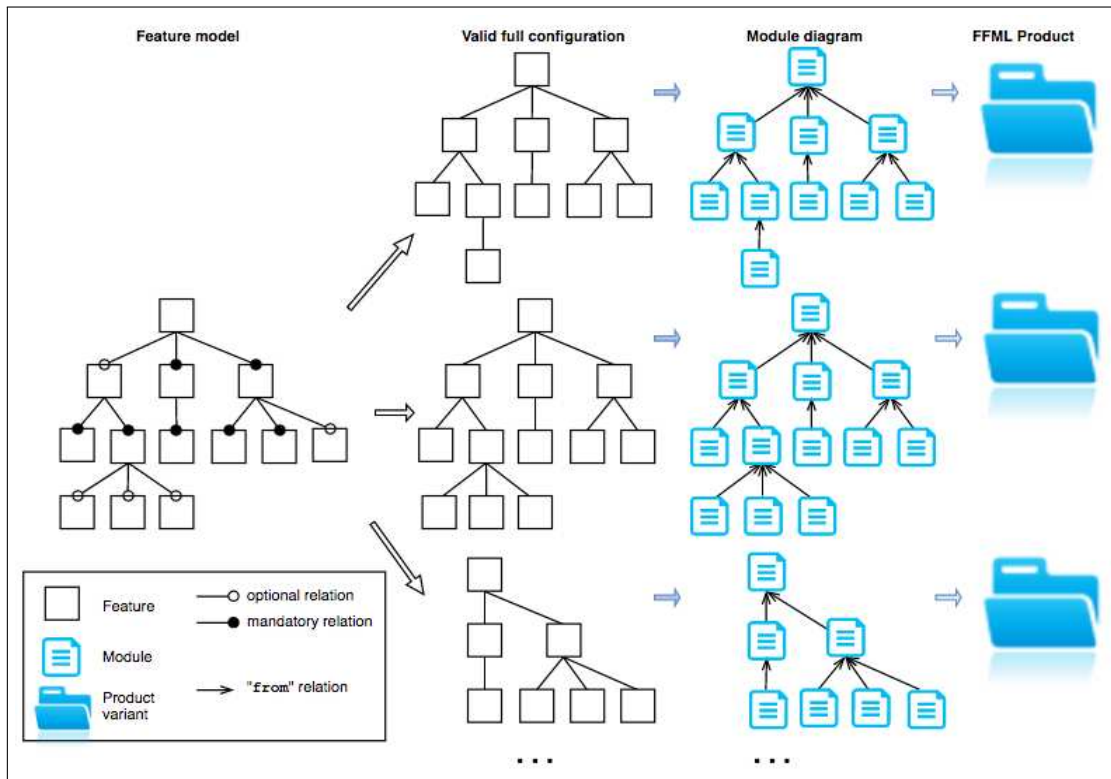 Feature model
Valid full configuration
Module diagram
FFML Product
Feature
optional relation
mandatory relation
Module
"from" relation
Product
variant
...
...